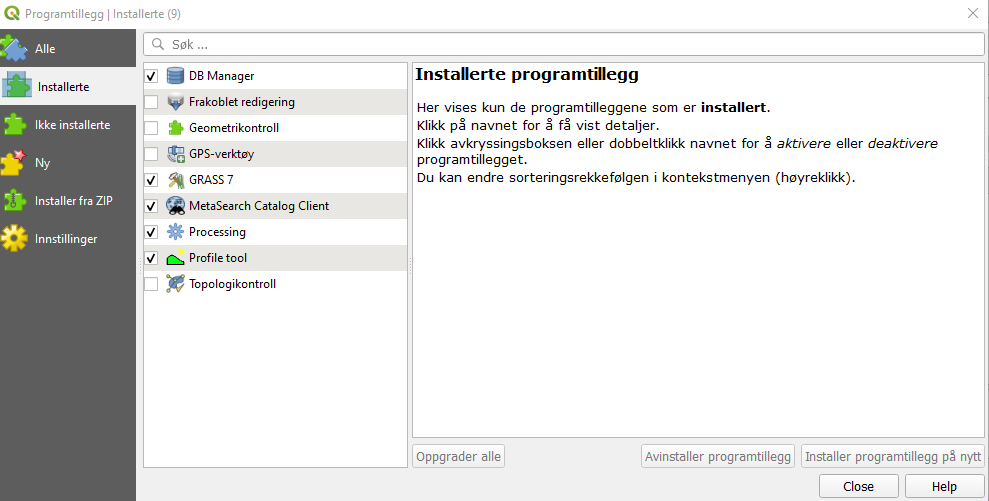 Programtillegg | Installerte (9)
Alle
Installerte
Ikke installerte
Ny
Installer fra ZIP
Innstillinger
Søk ...
DB Manager
Frakoblet redigering
Geometrikontroll
GPS-verktøy
GRASS 7
MetaSearch Catalog Client
Processing
Profile tool
Topologikontroll
Installerte programtillegg
Her vises kun de programtilleggene som er installert.
Klikk på navnet for å få vist detaljer.
Klikk avkryssingsboksen eller dobbeltklikk navnet for å aktivere eller deaktivere
programtillegget.
Du kan endre sorteringsrekkefølgen i kontekstmenyen (høyreklikk).
Oppgrader alle
Avinstaller programtillegg
Installer programtillegg på nytt
Close
Help